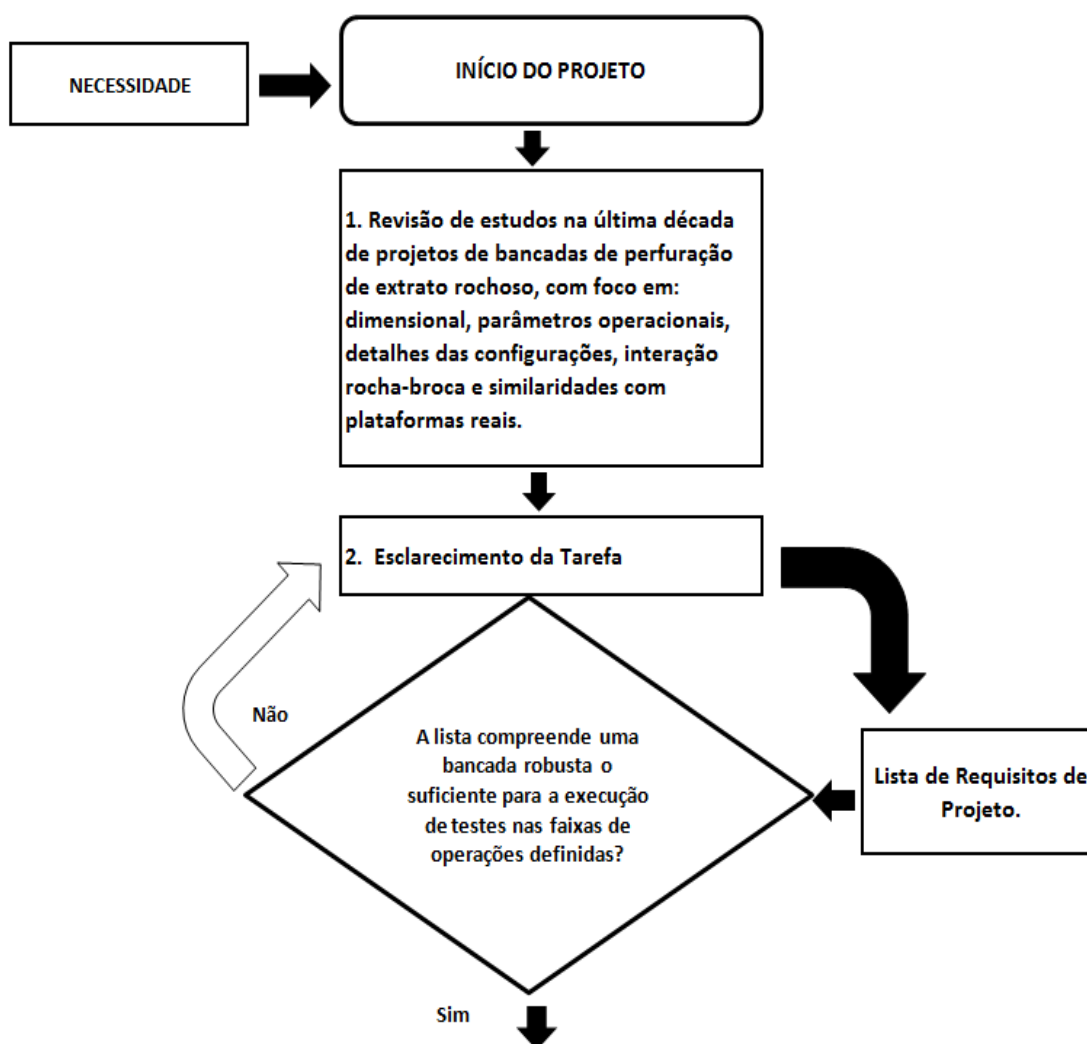 NECESSIDADE
INÍCIO DO PROJETO
1. Revisão de estudos na última década
de projetos de bancadas de perfuração
de extrato rochoso, com foco em:
dimensional, parâmetros operacionais,
detalhes das configurações, interação
rocha-broca e similaridades com
plataformas reais.
2. Esclarecimento da Tarefa
Não
A lista compreende uma
bancada robusta o
suficiente para a execução
de testes nas faixas de
operações definidas?
Lista de Requisitos de
Projeto.
Sim